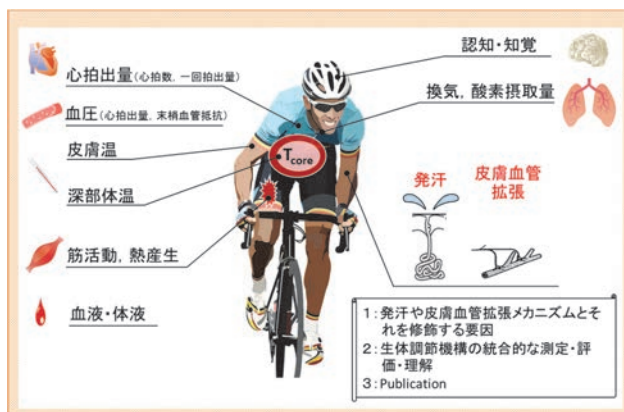 心拍出量(心拍数, 一回拍出量)
血圧(心拍出量, 末梢血管抵抗)
皮膚温
深部体温
筋活動, 熱産生
血液・体液
Tcore
認知・知覚
換気, 酸素摂取量
発汗
皮膚血管
拡張
1:発汗や皮膚血管拡張メカニズムとそ
れを修飾する要因
2:生体調節機構の統合的な測定・評
価・理解
3:Publication